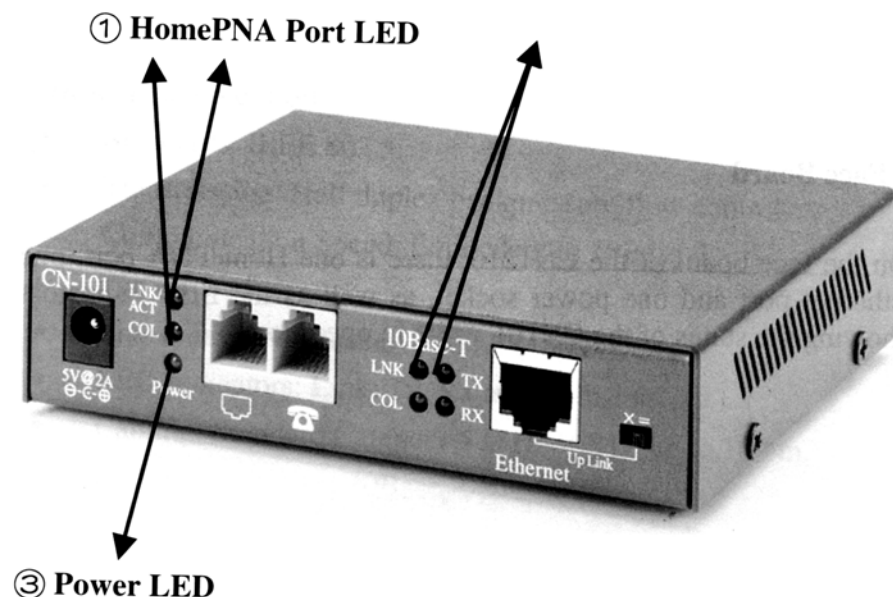 ① HomePNA Port LED
CN-101
LNK/
ACT
COL
5V@2A
Power
10Base-T
LNK
TX
COL
RX
X =
Up Link
Ethernet
③ Power LED